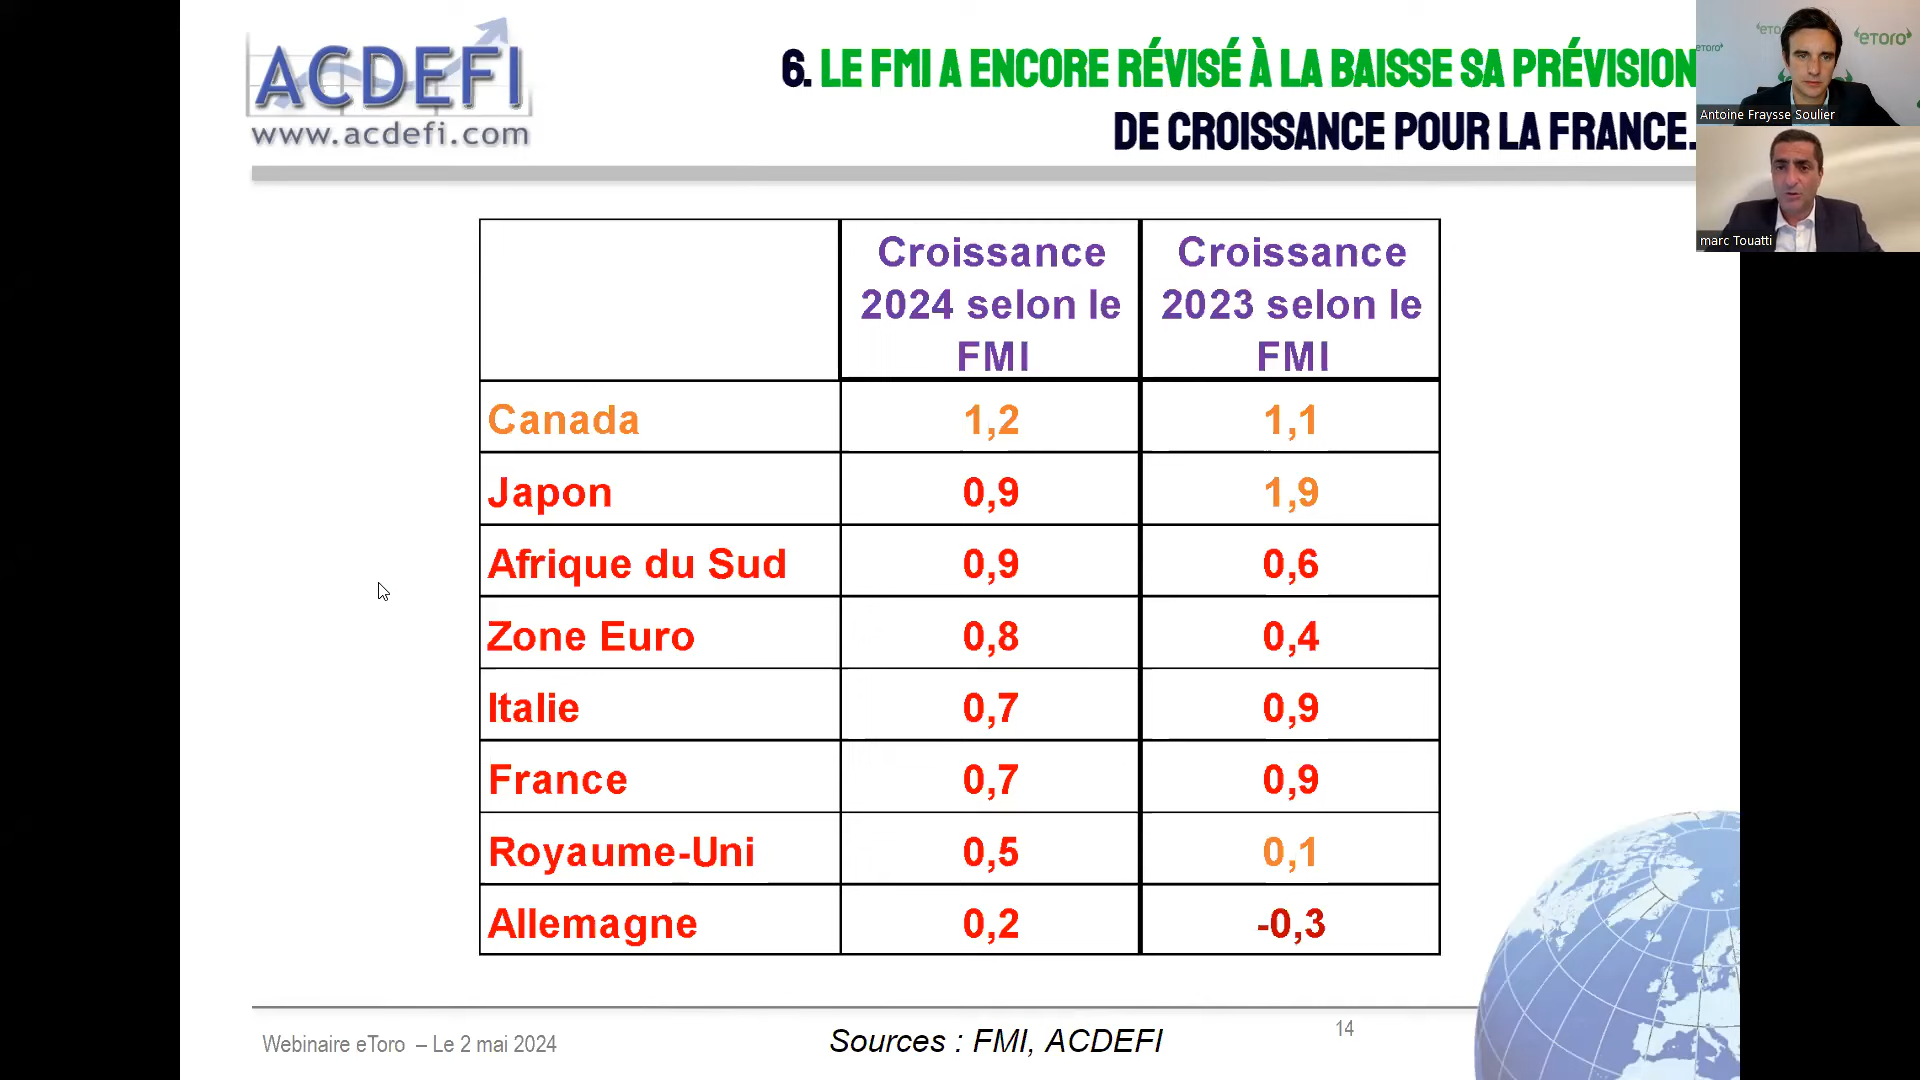 ACDEFI
www.acdefi.com
6. LE FMI A ENCORE RÉVISÉ À LA BAISSE SA PRÉVISION
DE CROISSANCE POUR LA FRANCE.
eTORO
Antoine Fraysse Soulier
marc Touatti
Croissance 2024 selon le FMI Croissance 2023 selon le FMI
Canada 1,2 1,1
Japon 0,9 1,9
Afrique du Sud 0,9 0,6
Zone Euro 0,8 0,4
Italie 0,7 0,9
France 0,7 0,9
Royaume-Uni 0,5 0,1
Allemagne 0,2 -0,3
Webinaire eToro – Le 2 mai 2024
Sources : FMI, ACDEFI
14